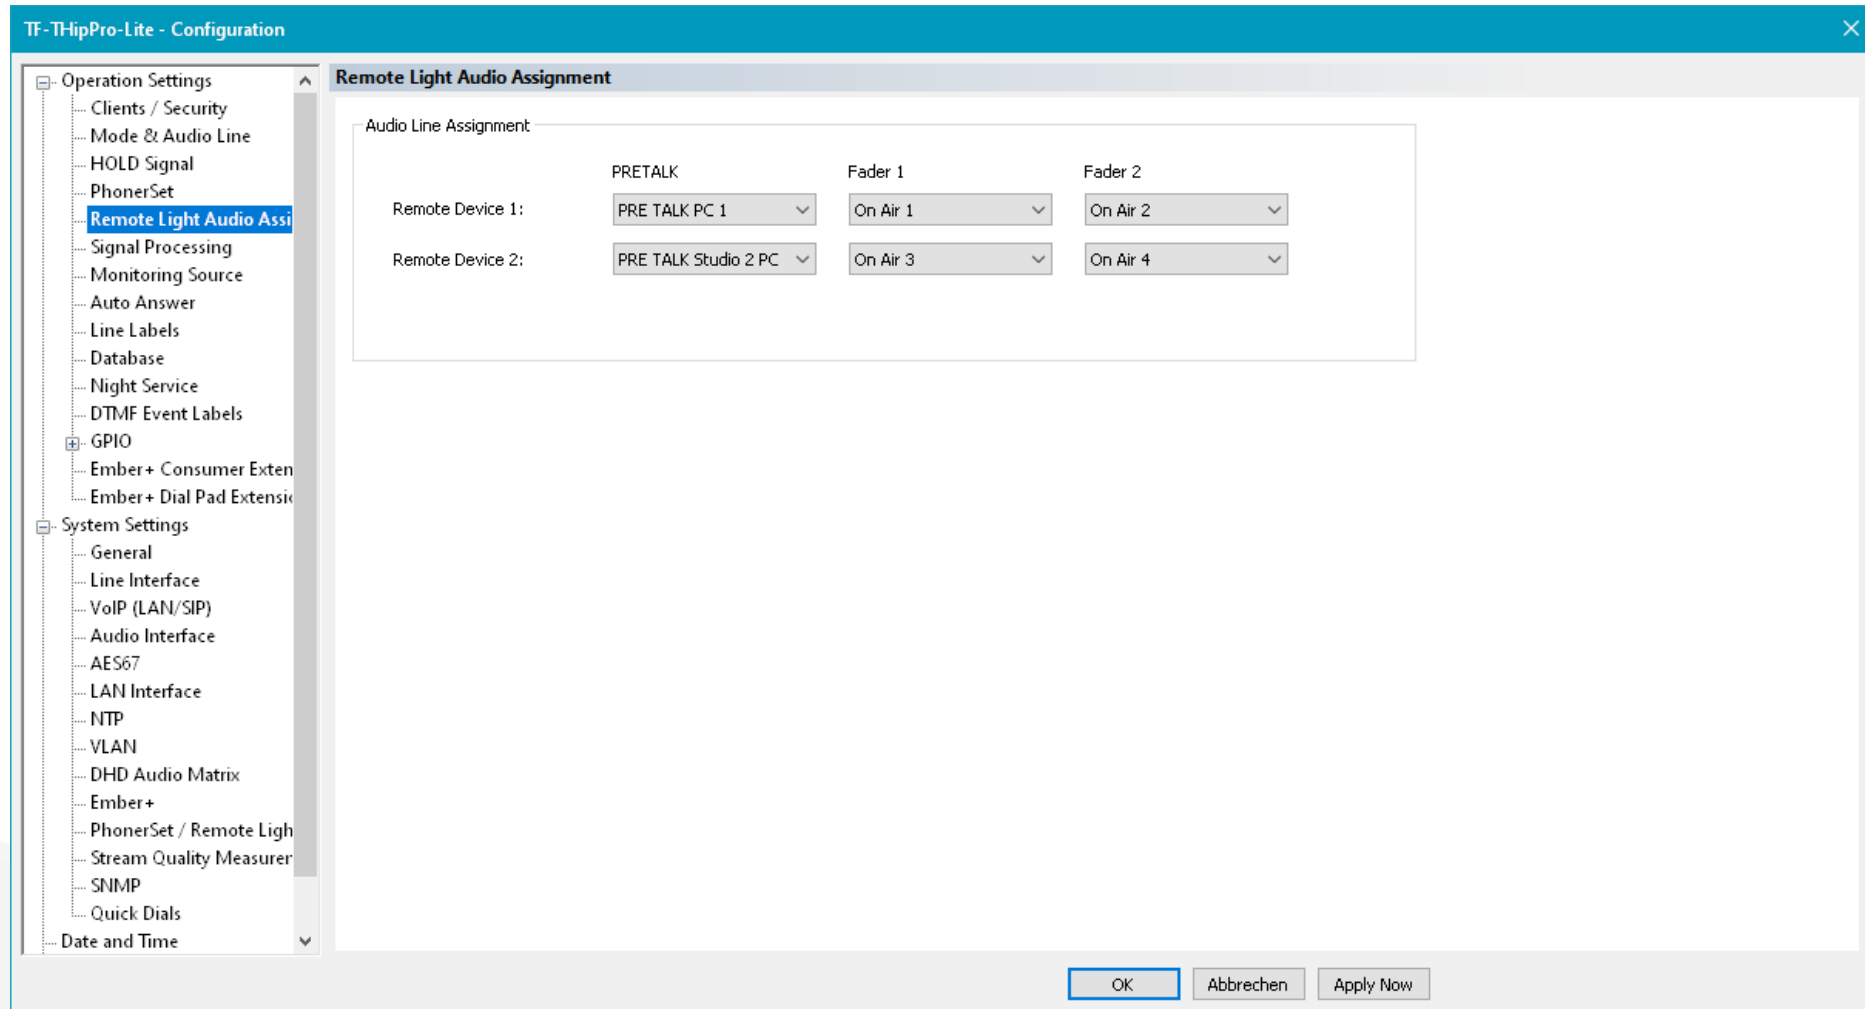 TF-THipPro-Lite - Configuration
Operation Settings
Clients / Security
Mode & Audio Line
HOLD Signal
PhonerSet
Remote Light Audio Assi
Signal Processing
Monitoring Source
Auto Answer
Line Labels
Database
Night Service
DTMF Event Labels
GPIO
Ember+ Consumer Exten
Ember+ Dial Pad Extensi
System Settings
General
Line Interface
VoIP (LAN/SIP)
Audio Interface
AES67
LAN Interface
NTP
VLAN
DHD Audio Matrix
Ember+
PhonerSet / Remote Ligh
Stream Quality Measurer
SNMP
Quick Dials
Date and Time
Remote Light Audio Assignment
Audio Line Assignment
PRETALK Fader 1 Fader 2
Remote Device 1: PRE TALK PC 1 On Air 1 On Air 2
Remote Device 2: PRE TALK Studio 2 PC On Air 3 On Air 4
OK Abbrechen Apply Now